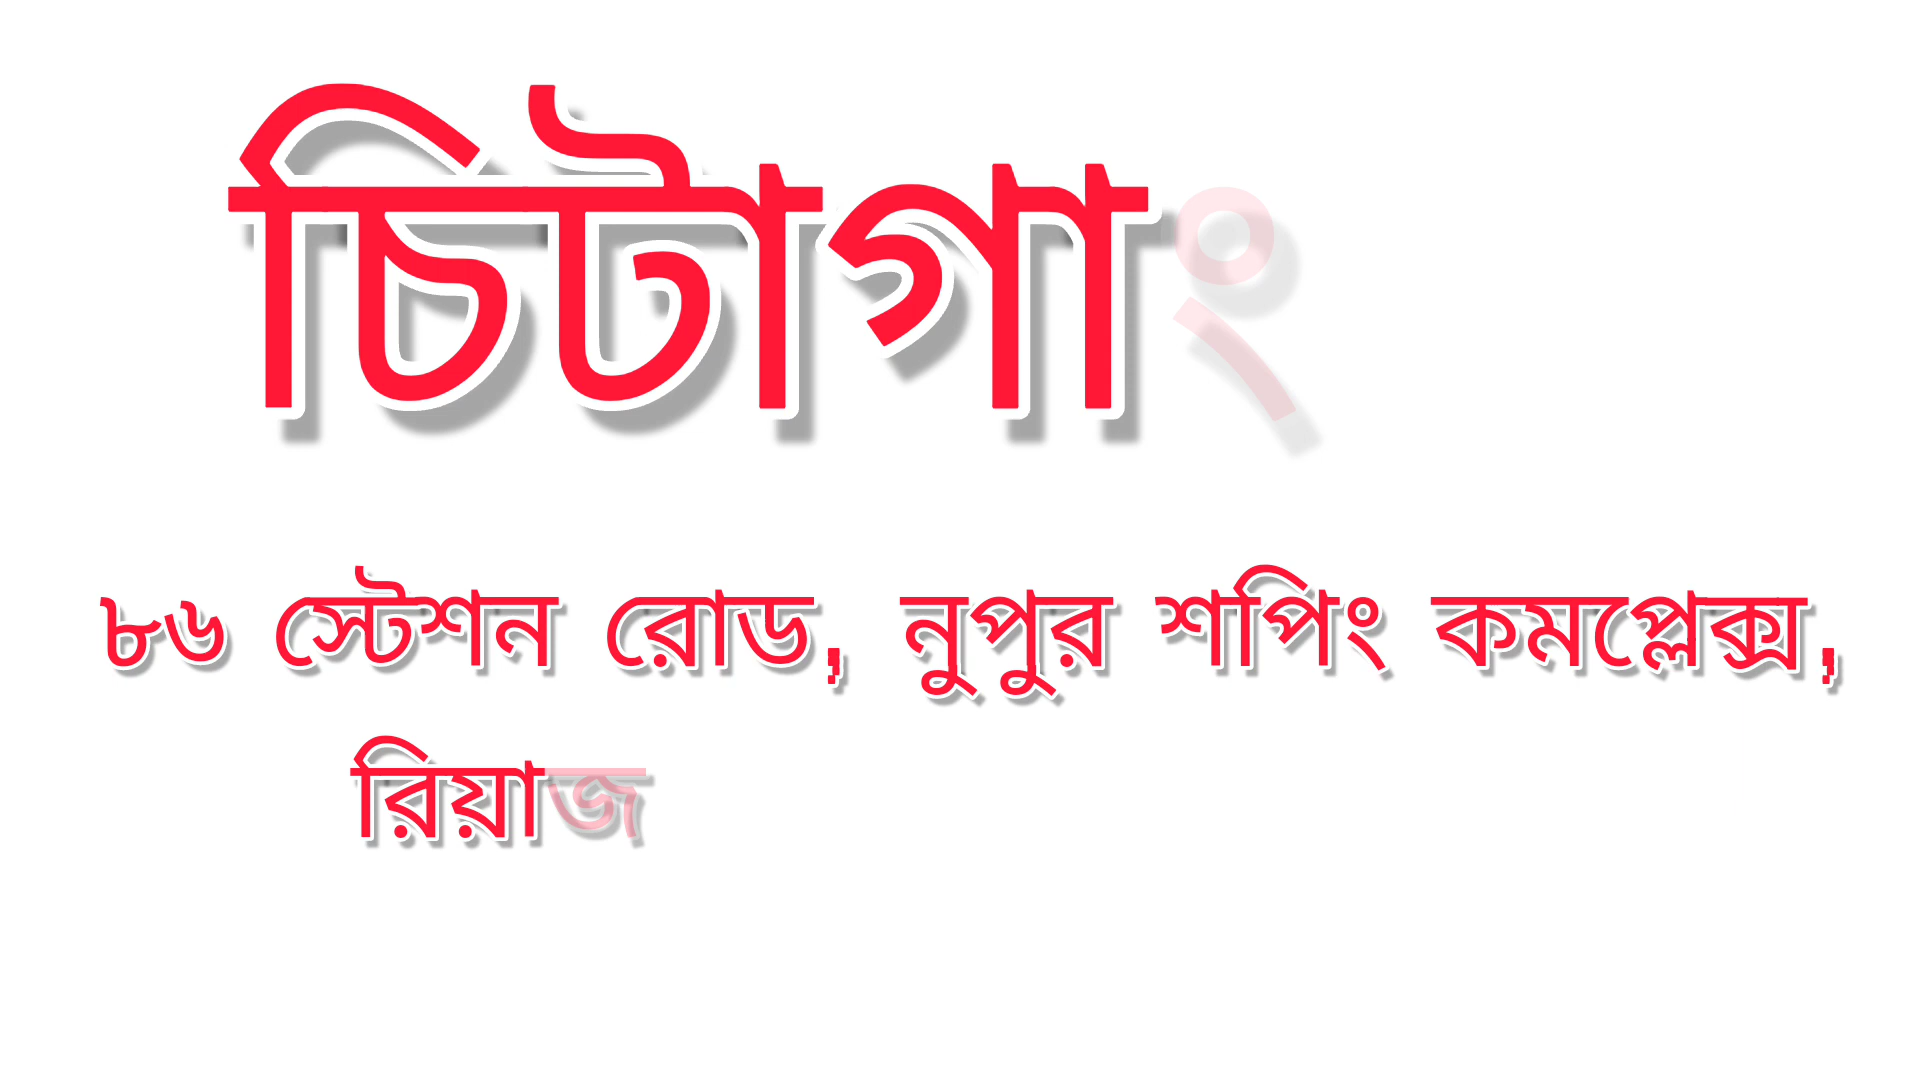 চিটাগাং
৮৬ স্টেশন রোড, নুপুর শপিং কমপ্লেক্স,
রিয়াজ